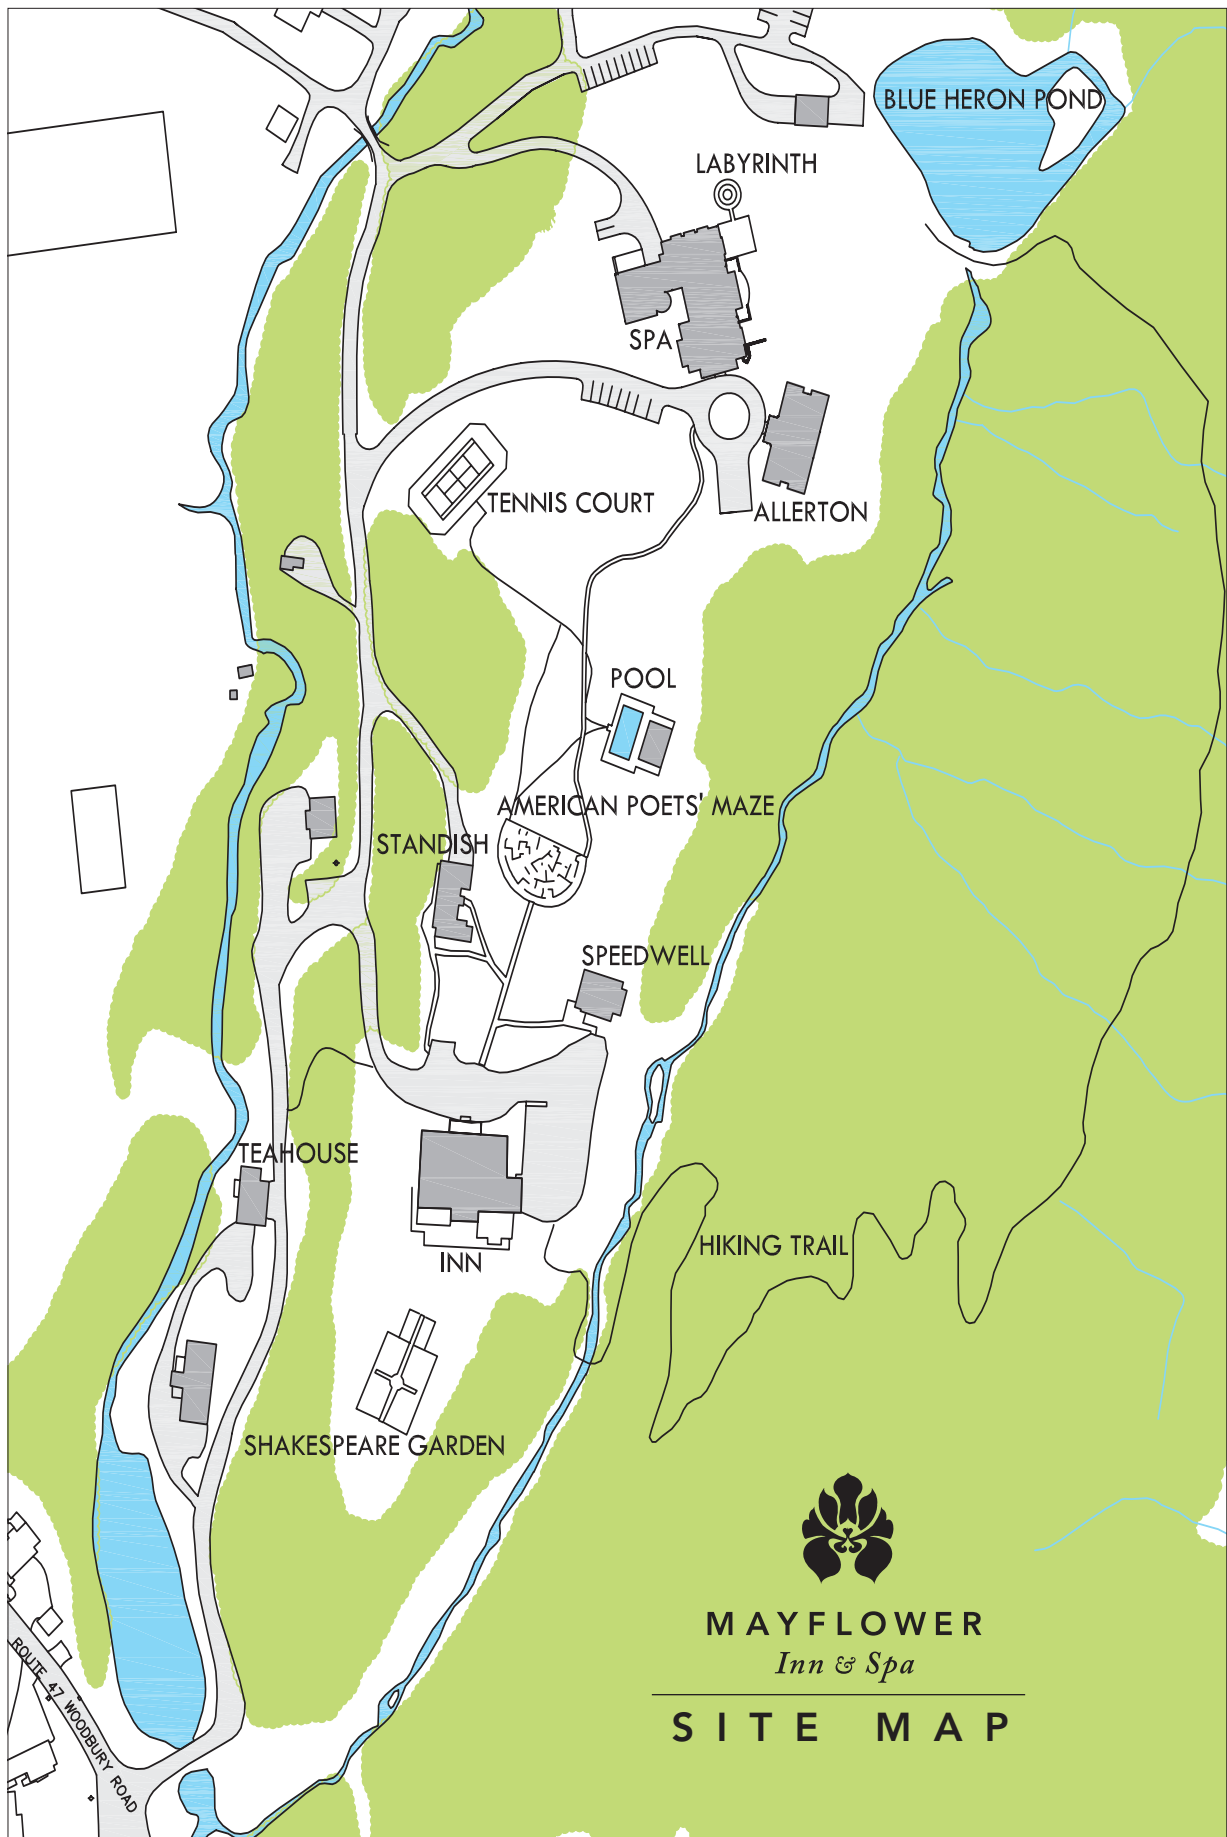 BLUE HERON POND
LABYRINTH
SPA
TENNIS COURT
ALLERTON
POOL
AMERICAN POETS' MAZE
STANDISH
SPEEDWELL
TEAHOUSE
HIKING TRAIL
INN
SHAKESPEARE GARDEN
MAYFLOWER
Inn & Spa
SITE MAP
ROUTE 47 WOODBURY ROAD